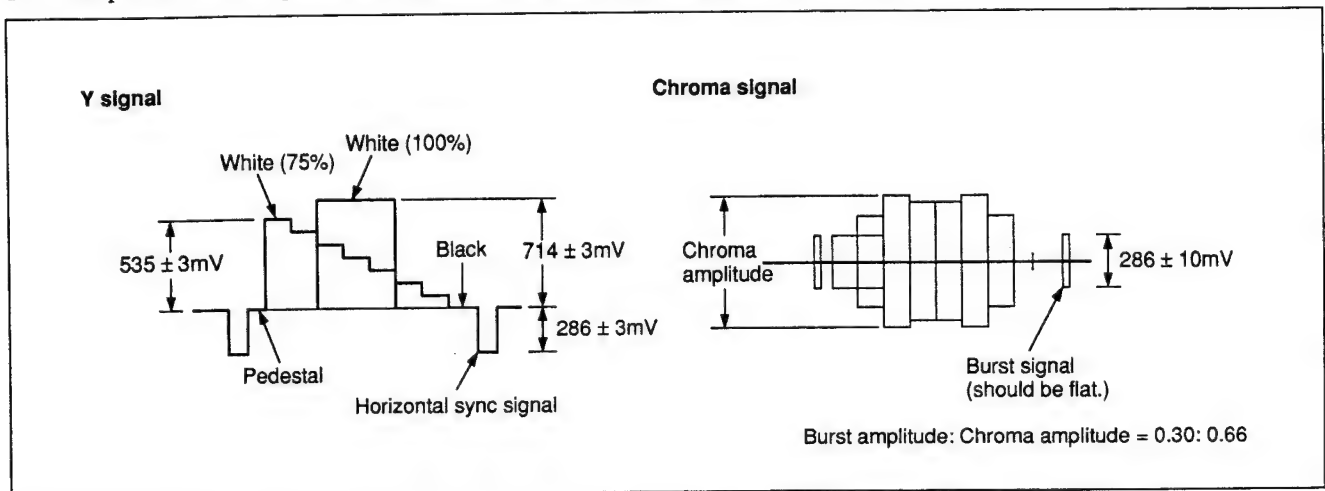 Y signal
White (75%)
White (100%)
535 ± 3mV
Black
714 ± 3mV
286 ± 3mV
Pedestal
Horizontal sync signal
Chroma signal
Chroma
amplitude
286 ± 10mV
Burst signal
(should be flat.)
Burst amplitude: Chroma amplitude = 0.30: 0.66